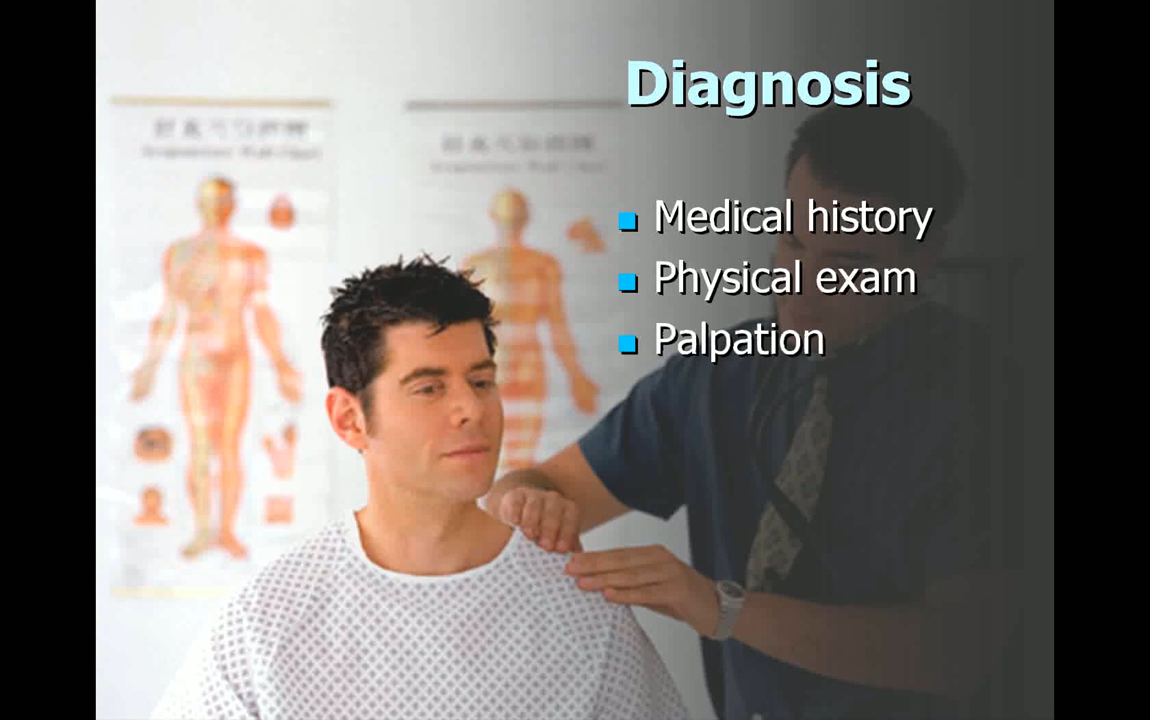 Diagnosis
Medical history
Physical exam
Palpation